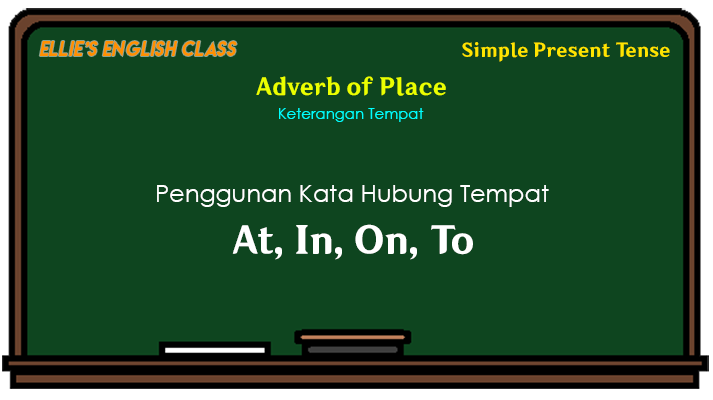 ELLIE'S ENGLISH CLASS
Simple Present Tense
Adverb of Place
Keterangan Tempat
Penggunan Kata Hubung Tempat
At, In, On, To